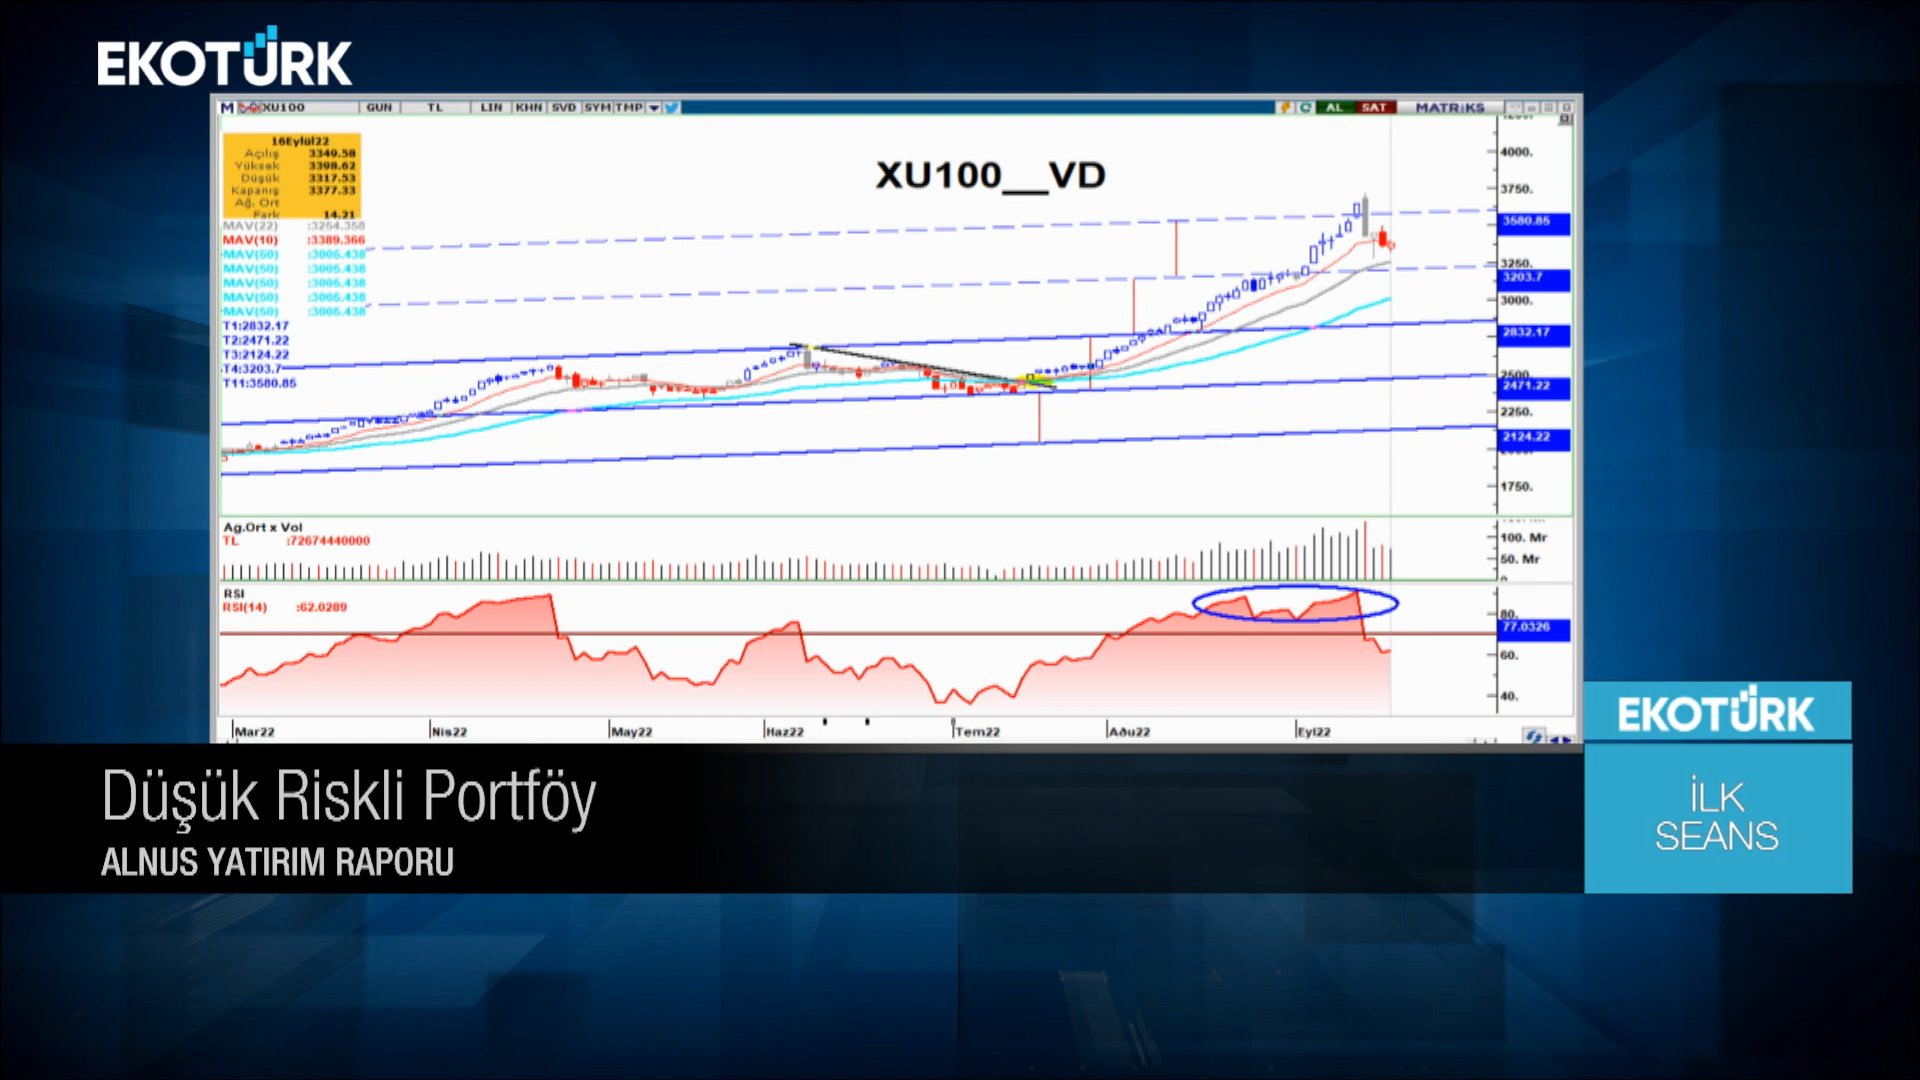 EKOTÜRK
M XU100 GUN TL LIN KHN SVD SYM TMP AL SAT MATRiKS
16Eylül22
Açılış 3349.58
Yüksek 3398.62
Düşük 3317.53
Kapanış 3377.33
Ağ. Ort
Fark 14.21
MAV(22) :3254.358
MAV(10) :3389.366
MAV(50) :3005.438
MAV(50) :3005.438
MAV(50) :3005.438
MAV(50) :3005.438
MAV(50) :3005.438
T1:2832.17
T2:2471.22
T3:2124.22
T4:3203.7
T11:3580.85
XU100__VD
4000.
3750.
3580.85
3250.
3203.7
3000.
2832.17
2500.
2471.22
2250.
2124.22
1750.
Ag.Ort x Vol
TL :72674440000
100. Mr
50. Mr
0
RSI
RSI(14) :62.0289
80.
77.0326
60.
40.
Mar22 Nis22 May22 Haz22 Tem22 Aðu22 Eyl22
Düşük Riskli Portföy
ALNUS YATIRIM RAPORU
EKOTÜRK
İLK
SEANS